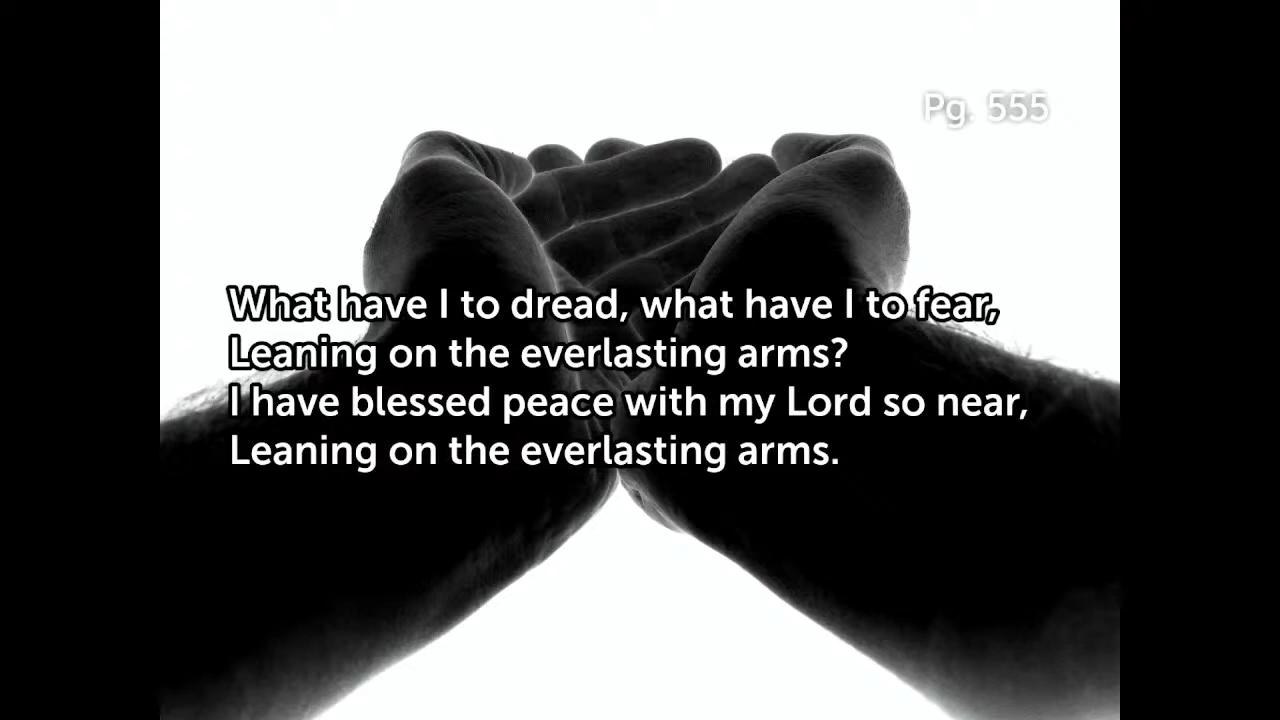 Pg. 555
What have I to dread, what have I to fear,
Leaning on the everlasting arms?
I have blessed peace with my Lord so near,
Leaning on the everlasting arms.